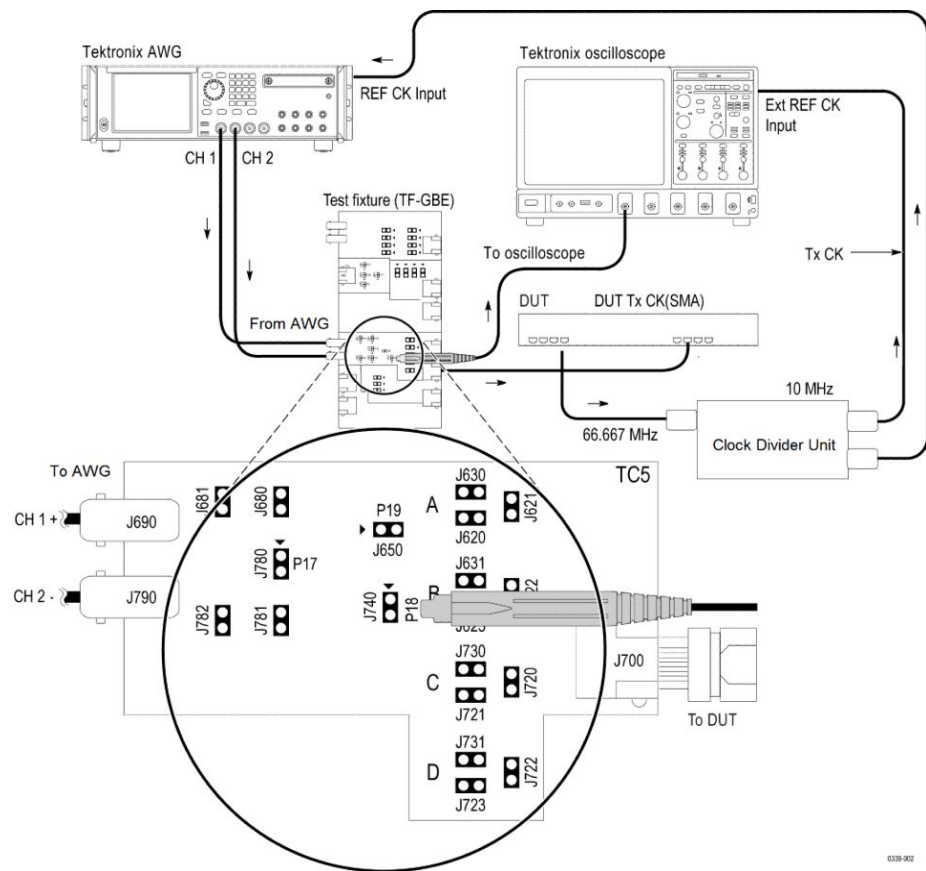 Tektronix AWG
REF CK Input
CH 1
CH 2
Tektronix oscilloscope
Ext REF CK
Input
Test fixture (TF-GBE)
To oscilloscope
Tx CK
From AWG
DUT
DUT Tx CK(SMA)
10 MHz
66.667 MHz
Clock Divider Unit
To AWG
TC5
CH 1 +
J690
J681
J680
P19
J650
A
J630
J620
J621
J780
P17
CH 2 -
J790
J782
J781
J740
P18
B
J631
J700
To DUT
C
J730
J721
J720
D
J731
J723
J722
0339-002